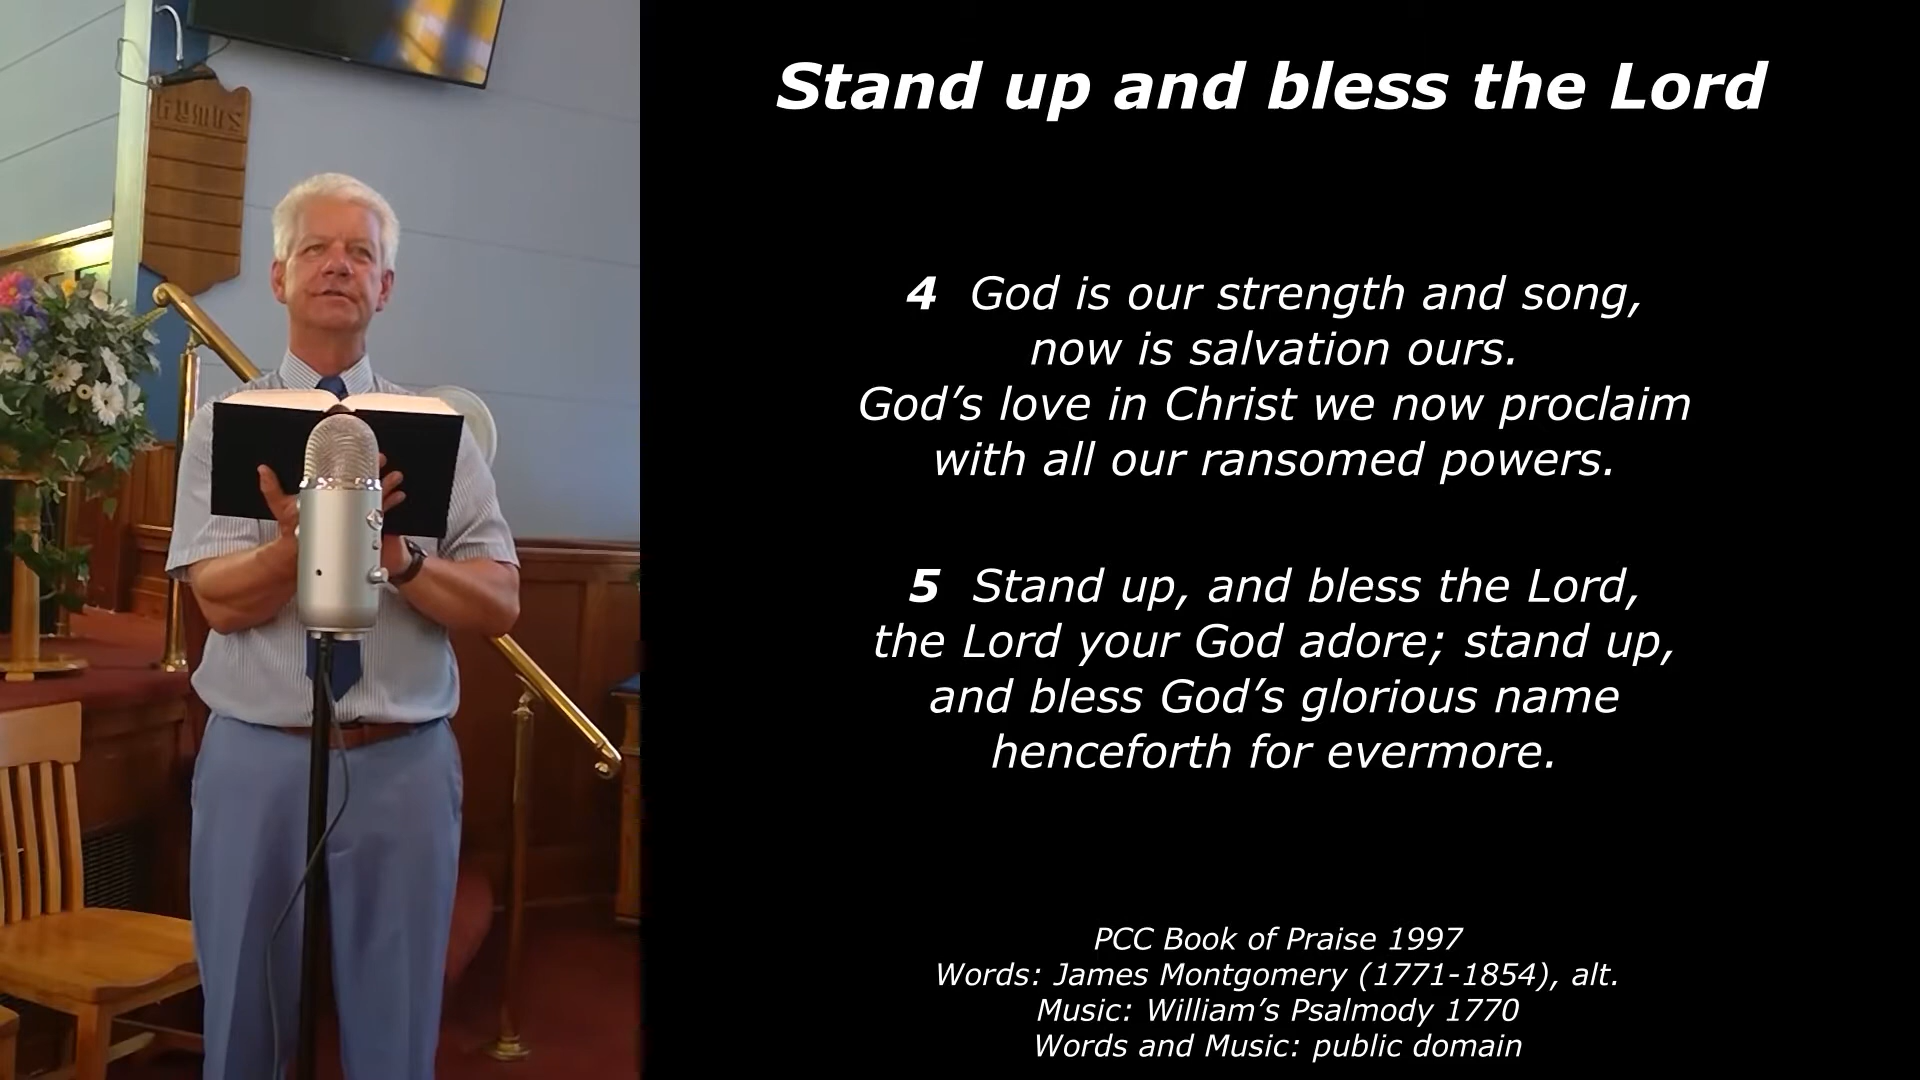 HYMNS
Stand up and bless the Lord
4 God is our strength and song,
now is salvation ours.
God’s love in Christ we now proclaim
with all our ransomed powers.
5 Stand up, and bless the Lord,
the Lord your God adore; stand up,
and bless God’s glorious name
henceforth for evermore.
PCC Book of Praise 1997
Words: James Montgomery (1771-1854), alt.
Music: William’s Psalmody 1770
Words and Music: public domain